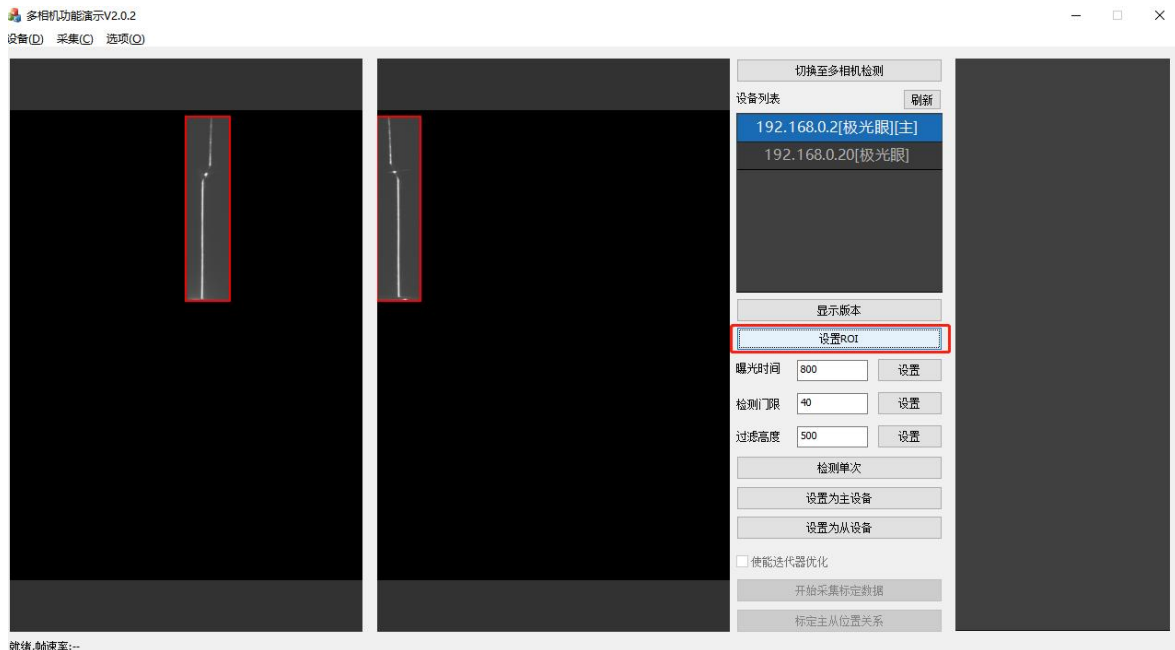 多相机功能演示V2.0.2
设备(D) 采集(C) 选项(O)
切换至多相机检测
设备列表 刷新
192.168.0.2[极光眼][主]
192.168.0.20[极光眼]
显示版本
设置ROI
曝光时间 800 设置
检测门限 40 设置
过滤高度 500 设置
检测单次
设置为主设备
设置为从设备
使能迭代器优化
开始采集标定数据
标定主从位置关系
就绪,帧速率:--